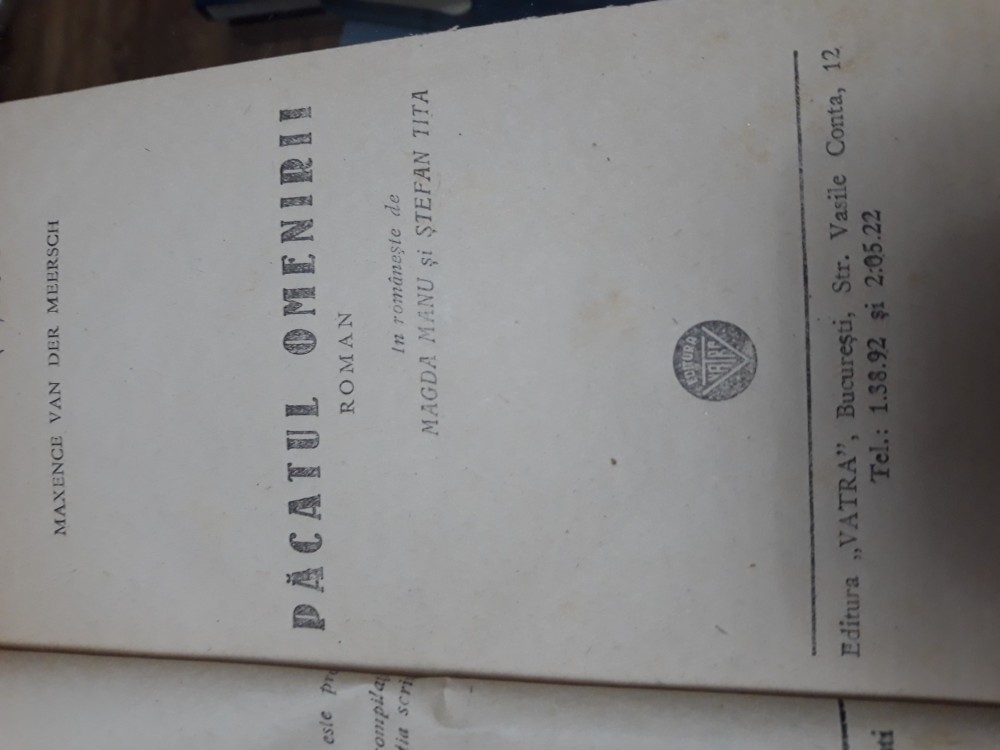 MAXENCE VAN DER MEERSCH
PĂCATUL OMENIRII
ROMAN
In românește de
MAGDA MANU și ȘTEFAN TITA
EDITURA
VATRA
Editura „VATRA”, București, Str. Vasile Conta, 12
Tel.: 1.38.92 și 2.05.22
este